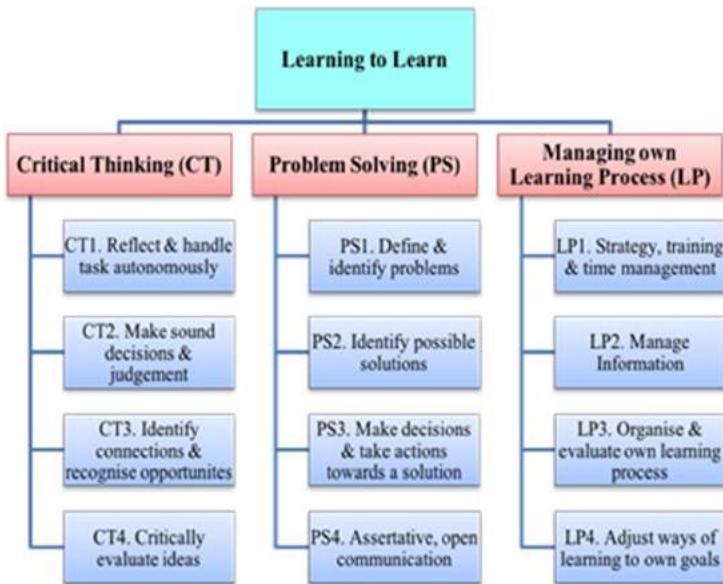 Learning to Learn
Critical Thinking (CT)
CT1. Reflect & handle
task autonomously
CT2. Make sound
decisions &
judgement
CT3. Identify
connections &
recognise opportunites
CT4. Critically
evaluate ideas
Problem Solving (PS)
PS1. Define &
identify problems
PS2. Identify possible
solutions
PS3. Make decisions
& take actions
towards a solution
PS4. Assertative, open
communication
Managing own
Learning Process (LP)
LP1. Strategy, training
& time management
LP2. Manage
Information
LP3. Organise &
evaluate own learning
process
LP4. Adjust ways of
learning to own goals